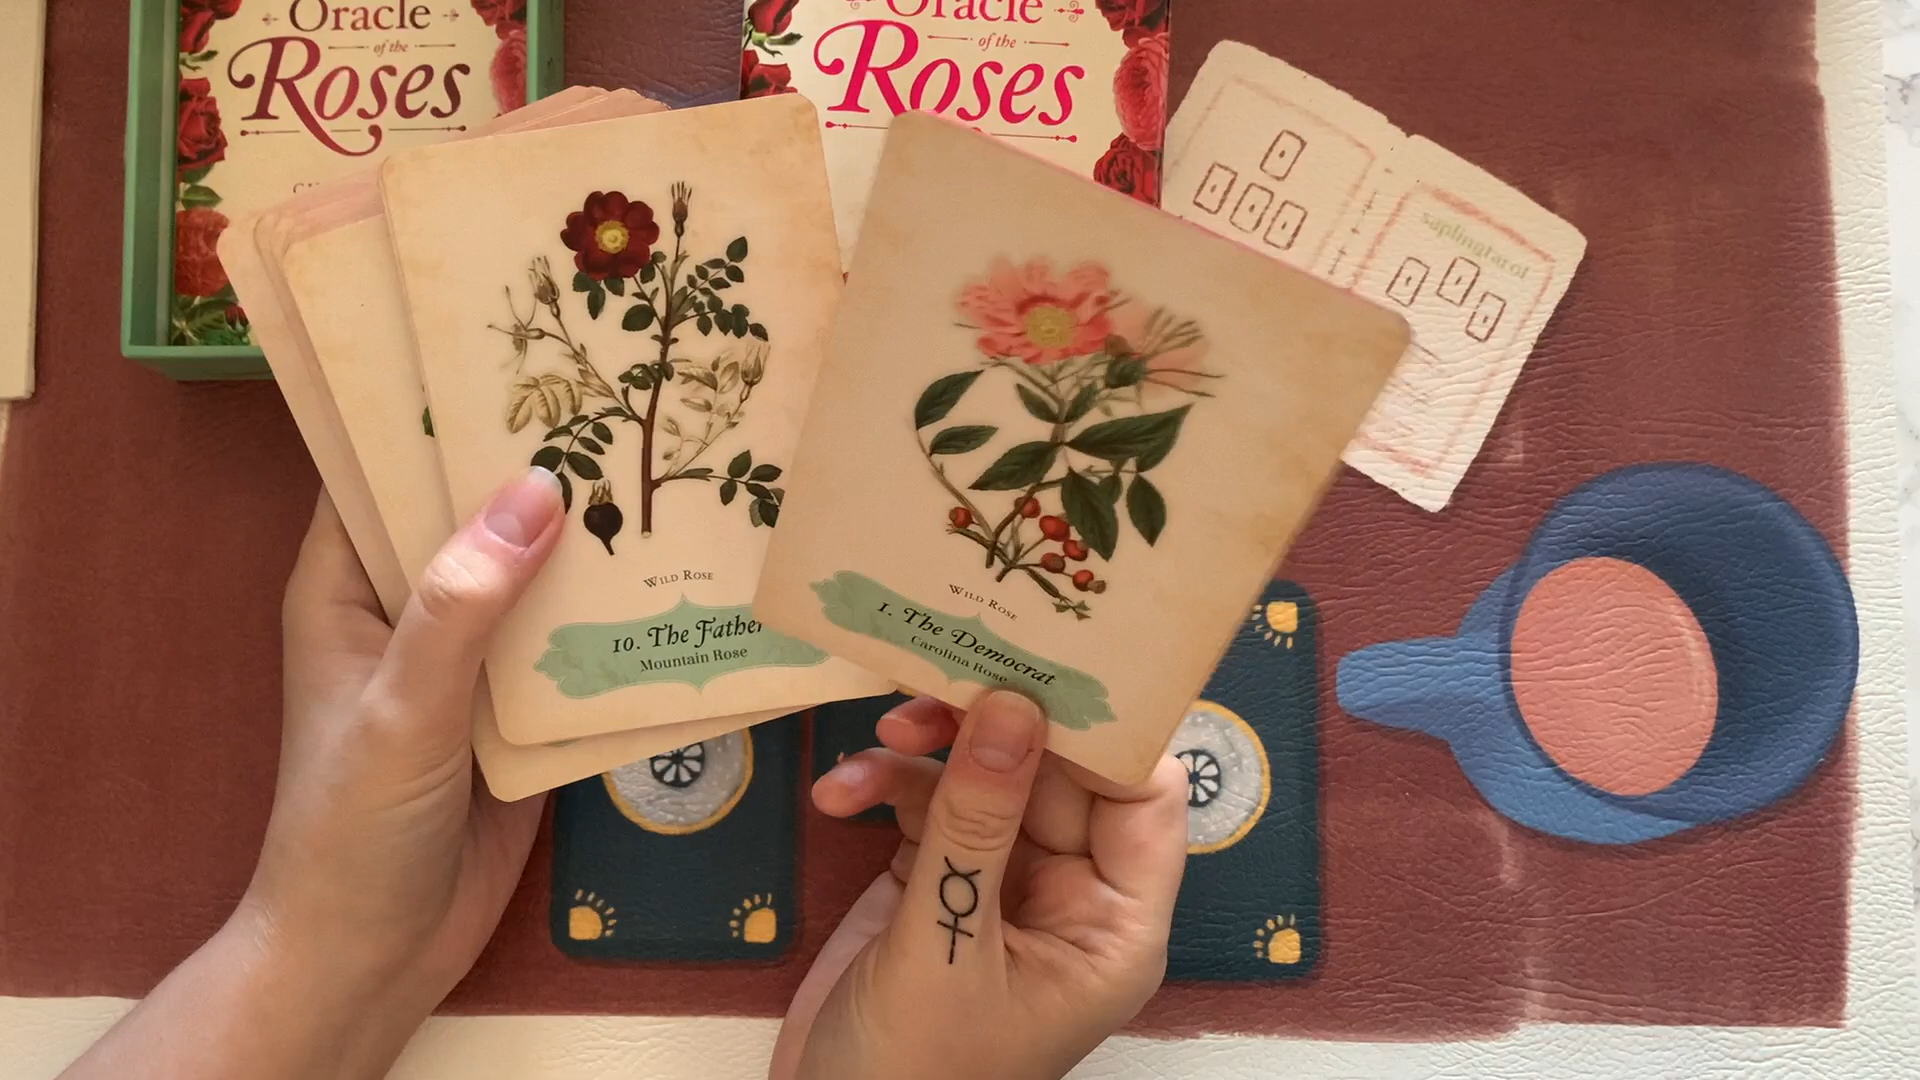 Oracle
of the
Roses
Oracle
of the
Roses
saplingtarot
WILD ROSE
10. The Father
Mountain Rose
WILD ROSE
1. The Democrat
Carolina Rose